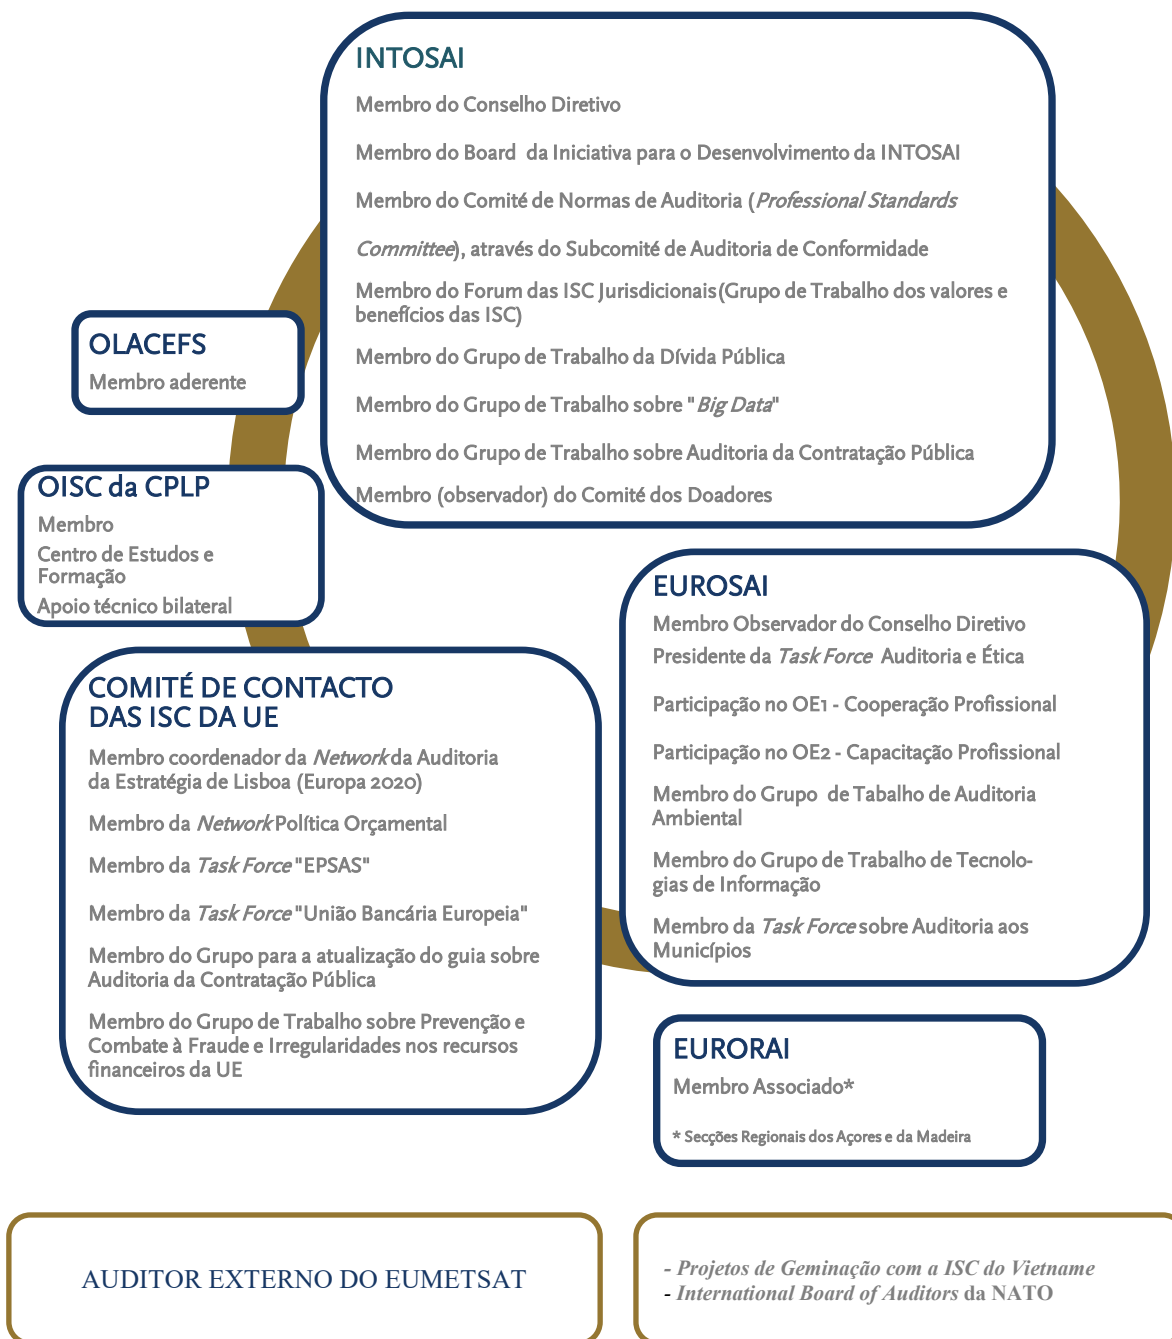 INTOSAI
Membro do Conselho Diretivo
Membro do Board da Iniciativa para o Desenvolvimento da INTOSAI
Membro do Comité de Normas de Auditoria (Professional Standards
Committee), através do Subcomité de Auditoria de Conformidade
Membro do Forum das ISC Jurisdicionais(Grupo de Trabalho dos valores e
benefícios das ISC)
Membro do Grupo de Trabalho da Dívida Pública
Membro do Grupo de Trabalho sobre "Big Data"
Membro do Grupo de Trabalho sobre Auditoria da Contratação Pública
Membro (observador) do Comité dos Doadores
OLACEFS
Membro aderente
OISC da CPLP
Membro
Centro de Estudos e
Formação
Apoio técnico bilateral
EUROSAI
Membro Observador do Conselho Diretivo
Presidente da Task Force Auditoria e Ética
Participação no OE1 - Cooperação Profissional
Participação no OE2 - Capacitação Profissional
Membro do Grupo de Tabalho de Auditoria
Ambiental
Membro do Grupo de Trabalho de Tecnolo-
gias de Informação
Membro da Task Force sobre Auditoria aos
Municípios
COMITÉ DE CONTACTO
DAS ISC DA UE
Membro coordenador da Network da Auditoria
da Estratégia de Lisboa (Europa 2020)
Membro da Network Política Orçamental
Membro da Task Force "EPSAS"
Membro da Task Force "União Bancária Europeia"
Membro do Grupo para a atualização do guia sobre
Auditoria da Contratação Pública
Membro do Grupo de Trabalho sobre Prevenção e
Combate à Fraude e Irregularidades nos recursos
financeiros da UE
EURORAI
Membro Associado*
* Secções Regionais dos Açores e da Madeira
AUDITOR EXTERNO DO EUMETSAT
- Projetos de Geminação com a ISC do Vietname
- International Board of Auditors da NATO